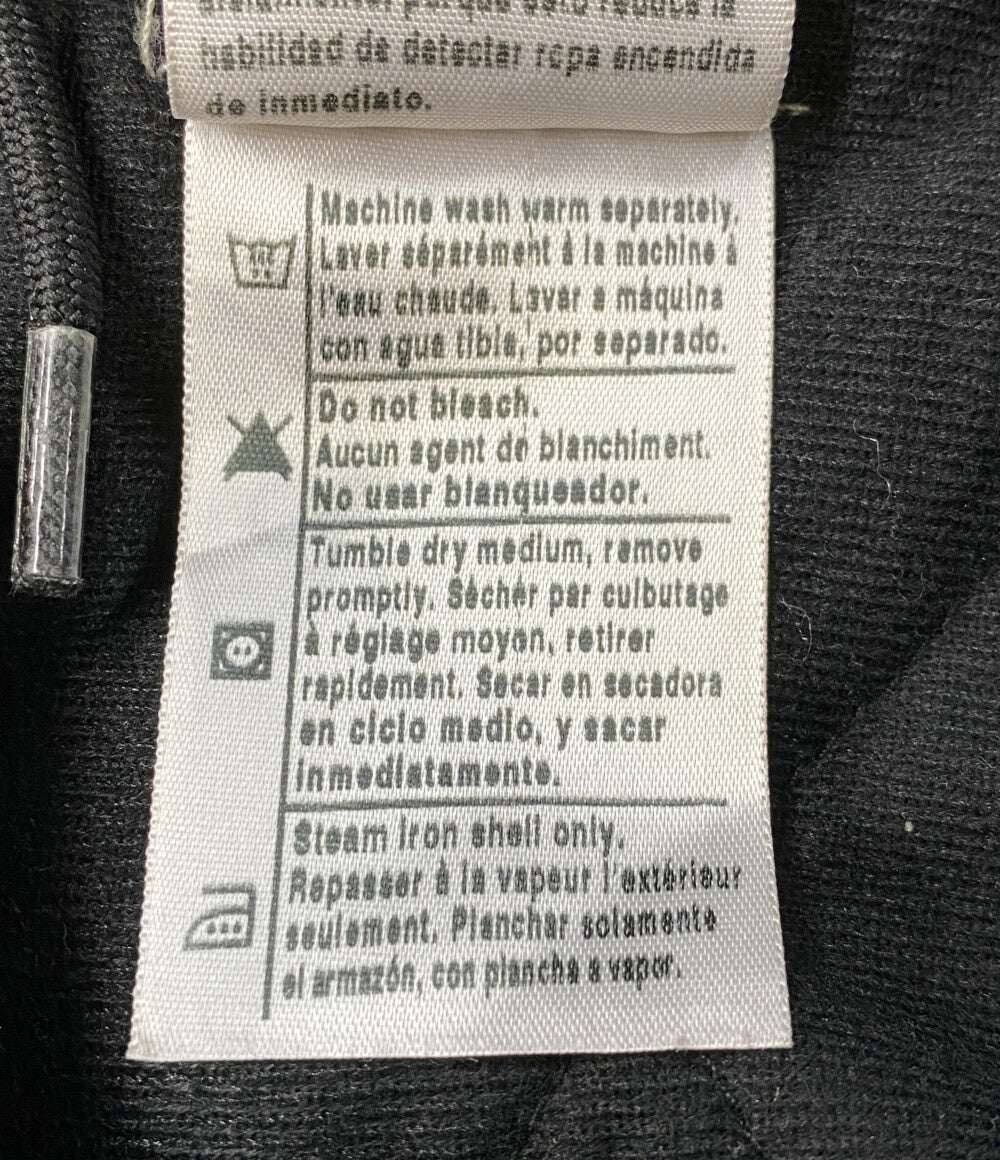 habilidad de detectar ropa encendida
de inmediato.
Machine wash warm separately.
Laver séparément à la machine à
l'eau chaude. Lavar a máquina
con agua tibia, por separado.
Do not bleach.
Aucun agent de blanchiment.
No usar blanqueador.
Tumble dry medium, remove
promptly. Sécher par culbutage
à réglage moyen, retirer
rapidement. Secar en secadora
en ciclo medio, y sacar
inmediatamente.
Steam iron shell only.
Repasser à la vapeur l'extérieur
seulement. Planchar solamente
el armazón, con plancha a vapor.